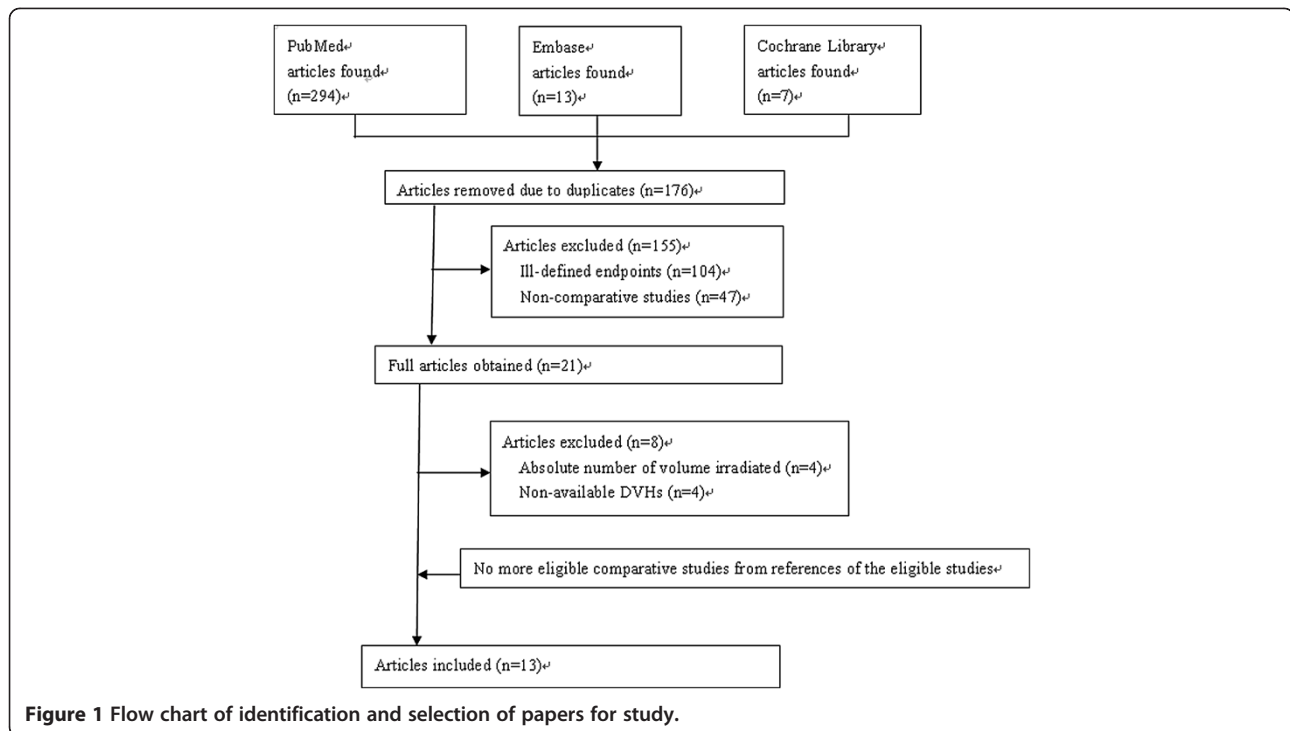 PubMed↵
articles found↵
(n=294)↵
Embase↵
articles found↵
(n=13)↵
Cochrane Library↵
articles found↵
(n=7)↵
Articles removed due to duplicates (n=176)↵
Articles excluded (n=155)↵
Ill-defined endpoints (n=104)↵
Non-comparative studies (n=47)↵
Full articles obtained (n=21)↵
Articles excluded (n=8)↵
Absolute number of volume irradiated (n=4)↵
Non-available DVHs (n=4)↵
No more eligible comparative studies from references of the eligible studies↵
Articles included (n=13)↵
Figure 1 Flow chart of identification and selection of papers for study.